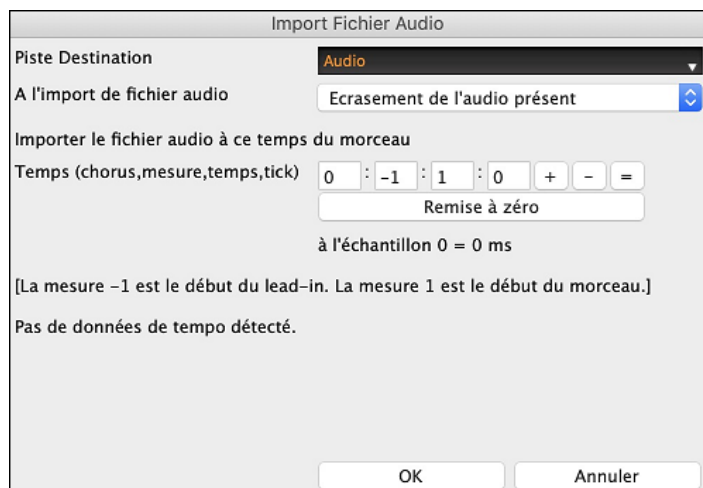 Import Fichier Audio
Piste Destination Audio
A l'import de fichier audio Ecrasement de l'audio présent
Importer le fichier audio à ce temps du morceau
Temps (chorus,mesure,temps,tick) 0 : -1 : 1 : 0 + - =
Remise à zéro
à l'échantillon 0 = 0 ms
[La mesure -1 est le début du lead-in. La mesure 1 est le début du morceau.]
Pas de données de tempo détecté.
OK Annuler